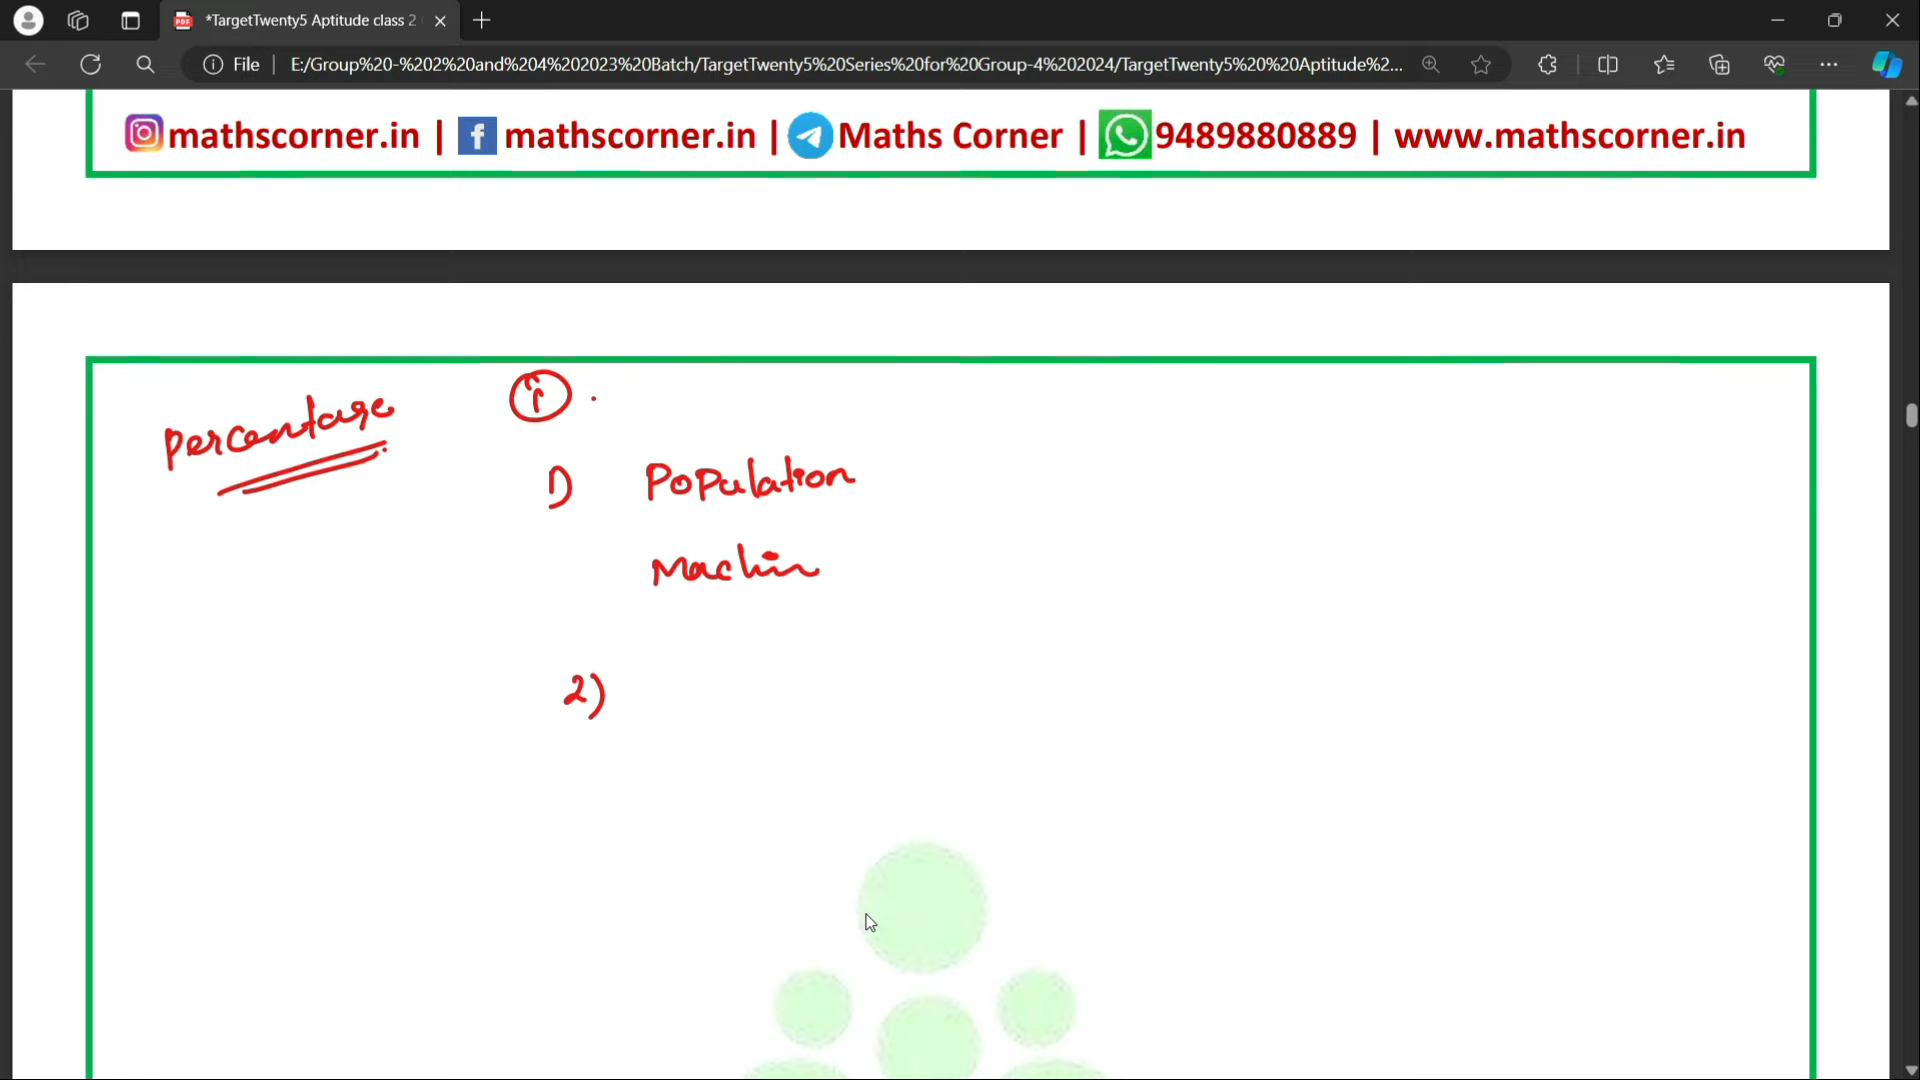 *TargetTwenty5 Aptitude class 2
File
E:/Group%20-%202%20and%204%202023%20Batch/TargetTwenty5%20Series%20for%20Group-4%202024/TargetTwenty5%20%20Aptitude%2...
mathscorner.in | mathscorner.in | Maths Corner | 9489880889 | www.mathscorner.in
Percentage
1) Population
Machin
2)